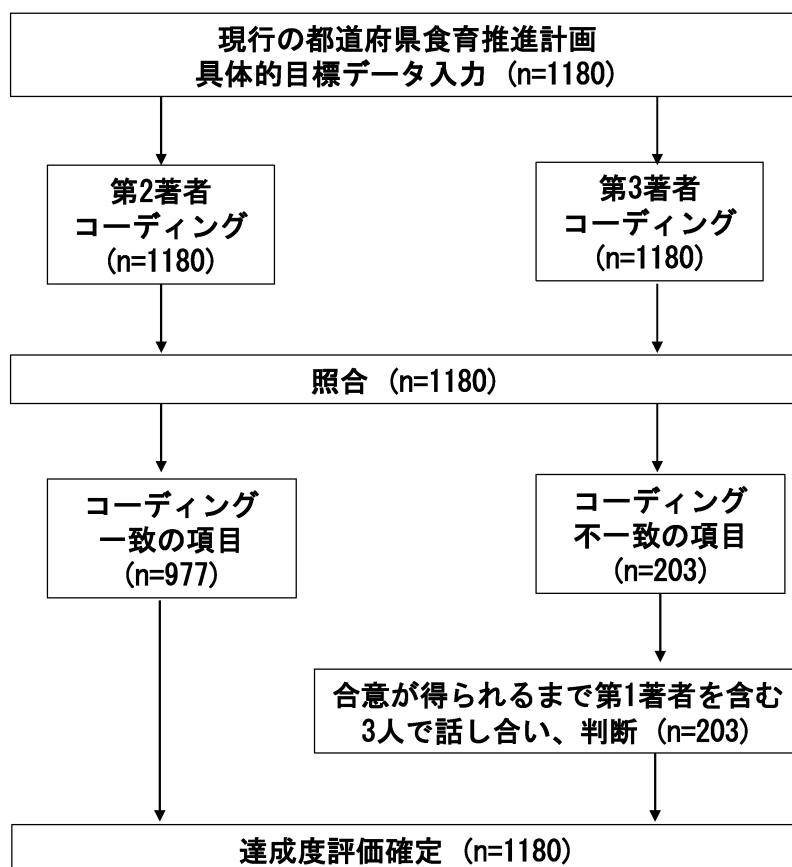 現行の都道府県食育推進計画
具体的目標データ入力 (n=1180)
第2著者
コーディング
(n=1180)
第3著者
コーディング
(n=1180)
照合 (n=1180)
コーディング
一致の項目
(n=977)
コーディング
不一致の項目
(n=203)
合意が得られるまで第1著者を含む
3人で話し合い、判断 (n=203)
達成度評価確定 (n=1180)